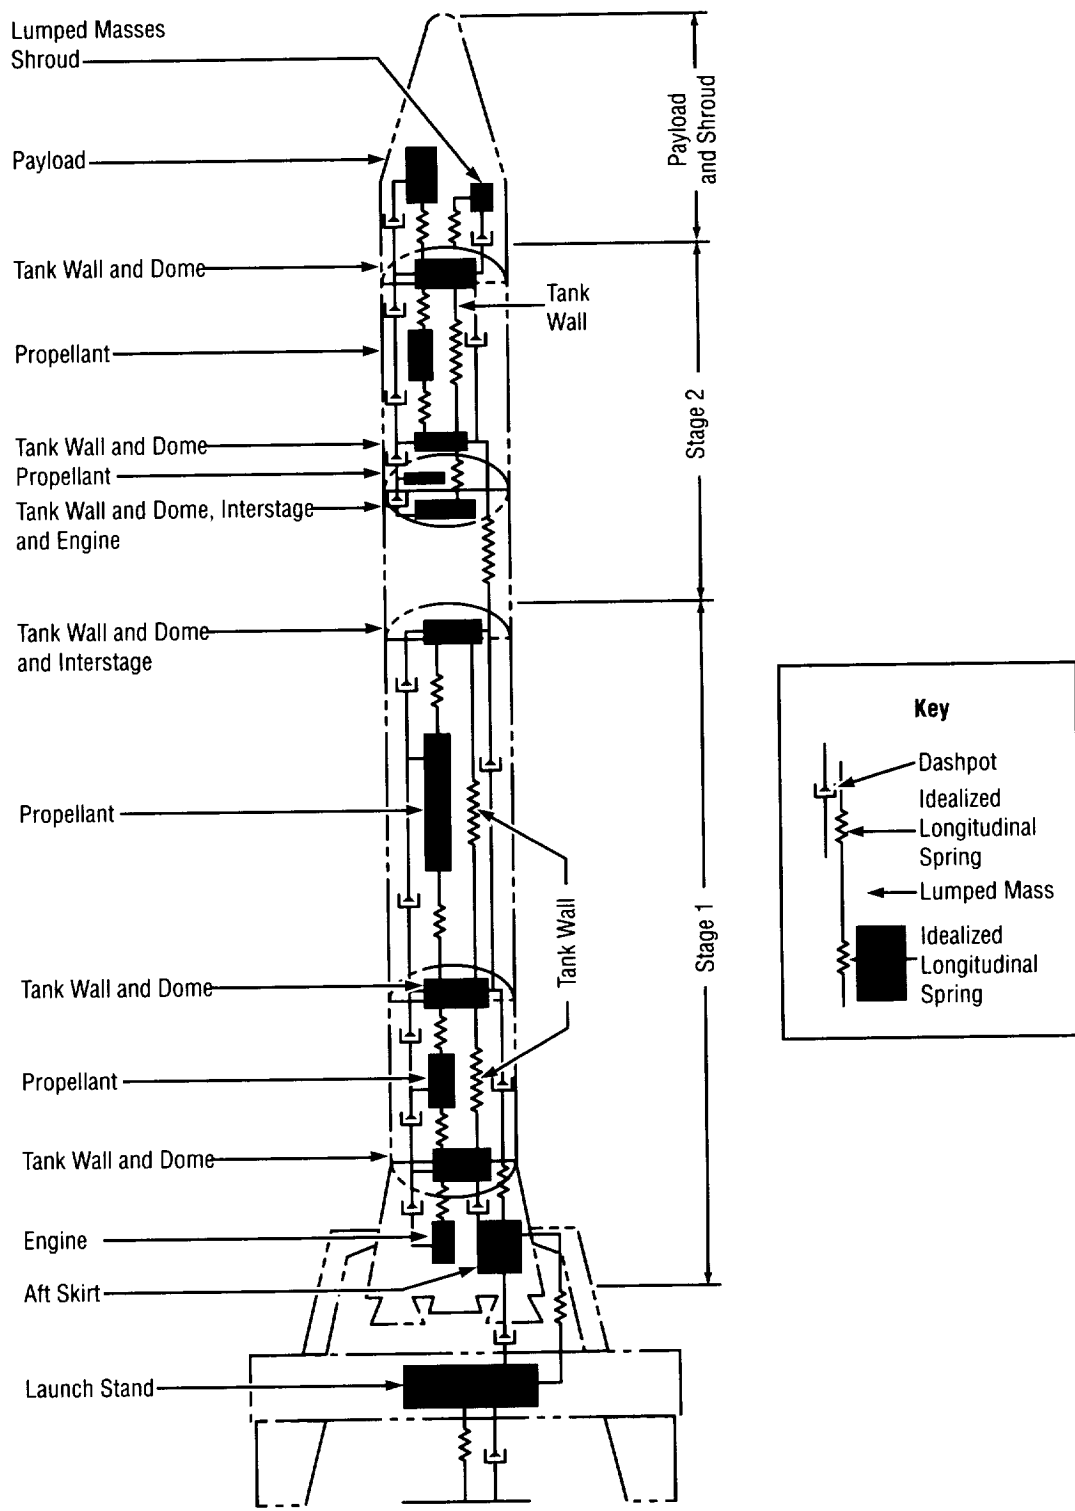 Lumped Masses
Shroud
Payload
Tank Wall and Dome
Propellant
Tank Wall and Dome
Propellant
Tank Wall and Dome, Interstage
and Engine
Tank Wall and Dome
and Interstage
Propellant
Tank Wall and Dome
Propellant
Tank Wall and Dome
Engine
Aft Skirt
Launch Stand
Tank
Wall
Tank Wall
Payload
and Shroud
Stage 2
Stage 1
Key
Dashpot
Idealized
Longitudinal
Spring
Lumped Mass
Idealized
Longitudinal
Spring